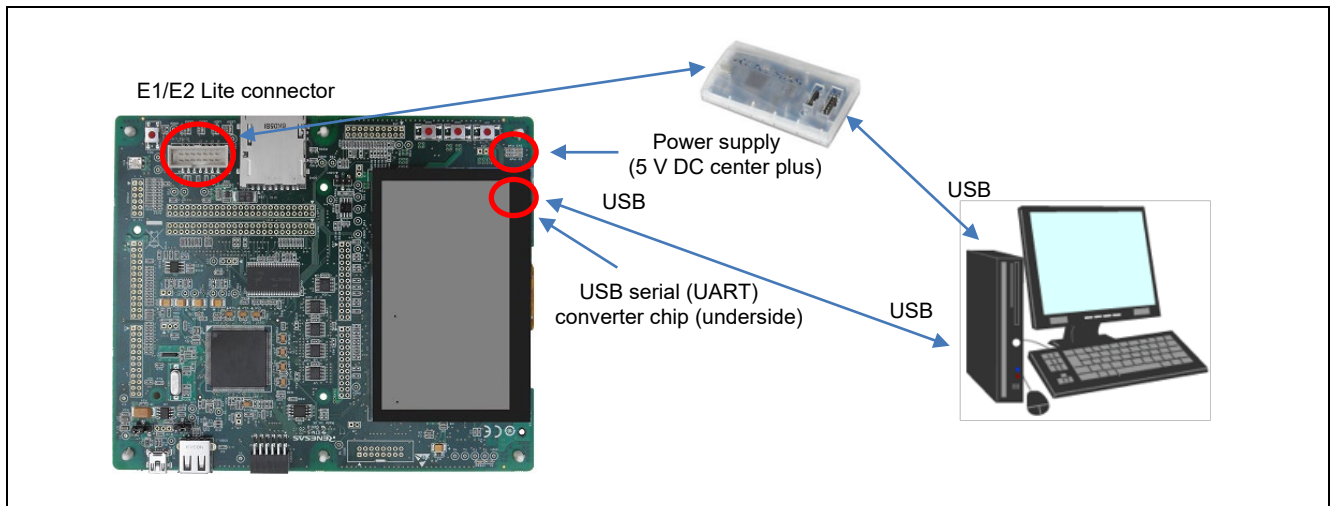 E1/E2 Lite connector
Power supply
(5 V DC center plus)
USB
USB
USB serial (UART)
converter chip (underside)
USB
RENESAS